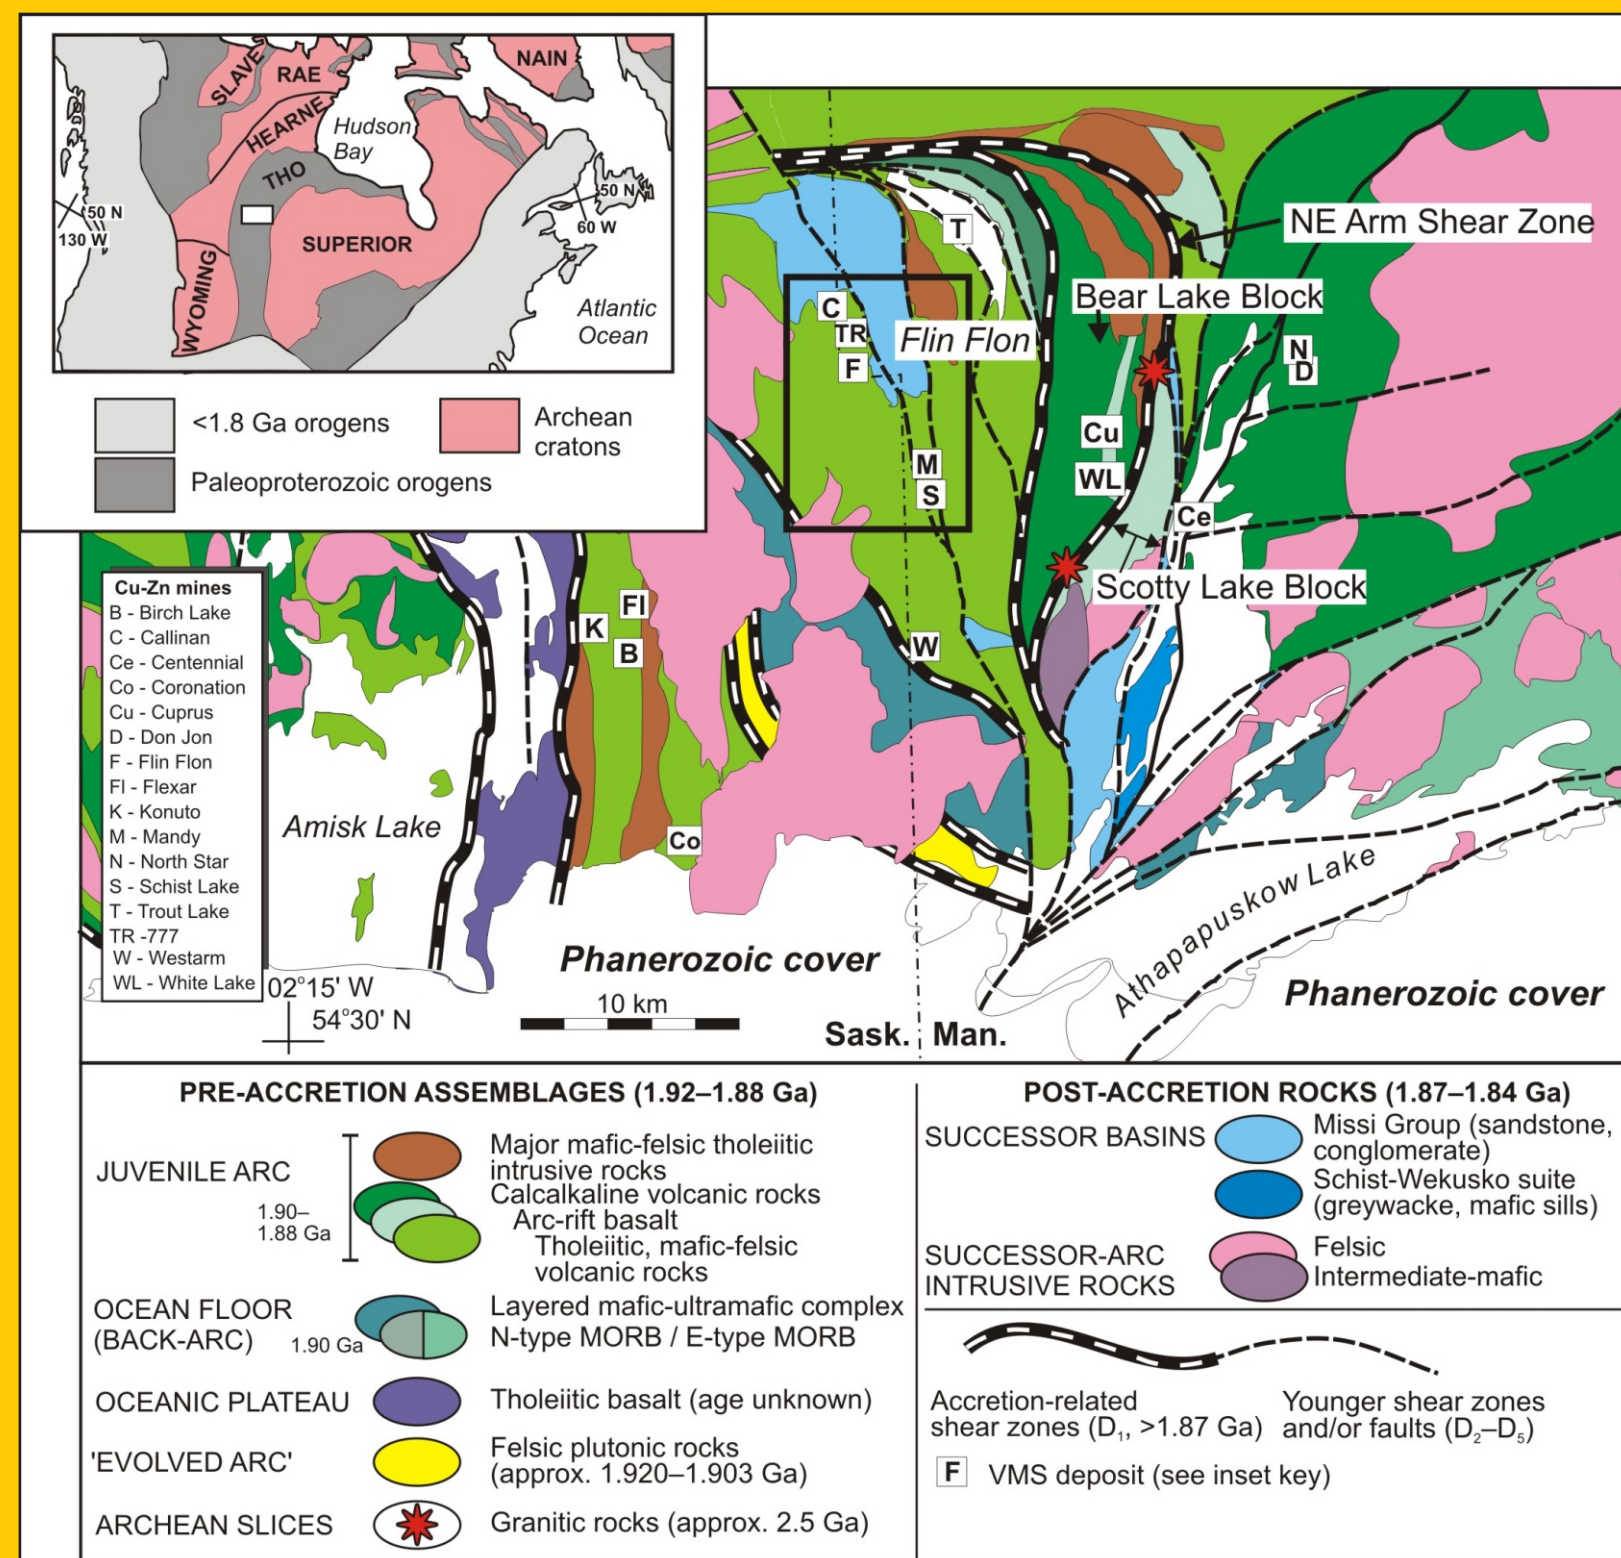 SLAVE
RAE
NAIN
HEARNE
Hudson
Bay
THO
50 N
130 W
50 N
60 W
SUPERIOR
WYOMING
Atlantic
Ocean
<1.8 Ga orogens
Archean
cratons
Paleoproterozoic orogens
T
NE Arm Shear Zone
Bear Lake Block
C
TR
F
Flin Flon
N
D
Cu
WL
M
S
Ce
Scotty Lake Block
Fl
K
B
W
Co
Cu-Zn mines
B - Birch Lake
C - Callinan
Ce - Centennial
Co - Coronation
Cu - Cuprus
D - Don Jon
F - Flin Flon
Fl - Flexar
K - Konuto
M - Mandy
N - North Star
S - Schist Lake
T - Trout Lake
TR -777
W - Westarm
WL - White Lake
Amisk Lake
Phanerozoic cover
Athapapuskow Lake
Phanerozoic cover
02°15' W
54°30' N
10 km
Sask. Man.
PRE-ACCRETION ASSEMBLAGES (1.92–1.88 Ga)
JUVENILE ARC
1.90–
1.88 Ga
Major mafic-felsic tholeiitic
intrusive rocks
Calcalkaline volcanic rocks
Arc-rift basalt
Tholeiitic, mafic-felsic
volcanic rocks
OCEAN FLOOR
(BACK-ARC)
1.90 Ga
Layered mafic-ultramafic complex
N-type MORB / E-type MORB
OCEANIC PLATEAU
Tholeiitic basalt (age unknown)
'EVOLVED ARC'
Felsic plutonic rocks
(approx. 1.920–1.903 Ga)
ARCHEAN SLICES
Granitic rocks (approx. 2.5 Ga)
POST-ACCRETION ROCKS (1.87–1.84 Ga)
SUCCESSOR BASINS
Missi Group (sandstone,
conglomerate)
Schist-Wekusko suite
(greywacke, mafic sills)
SUCCESSOR-ARC
INTRUSIVE ROCKS
Felsic
Intermediate-mafic
Accretion-related
shear zones (D₁, >1.87 Ga)
Younger shear zones
and/or faults (D₂–D₅)
F
VMS deposit (see inset key)